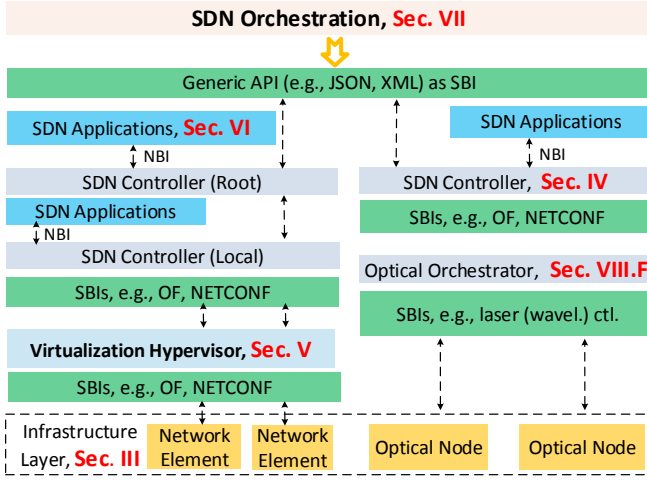 SDN Orchestration, Sec. VII
Generic API (e.g., JSON, XML) as SBI
SDN Applications, Sec. VI
SDN Applications
NBI
NBI
SDN Controller (Root)
SDN Controller, Sec. IV
SDN Applications
SBIs, e.g., OF, NETCONF
NBI
SDN Controller (Local)
Optical Orchestrator, Sec. VIII.F
SBIs, e.g., OF, NETCONF
SBIs, e.g., laser (wavel.) ctl.
Virtualization Hypervisor, Sec. V
SBIs, e.g., OF, NETCONF
Infrastructure
Layer, Sec. III
Network
Element
Network
Element
Optical Node
Optical Node